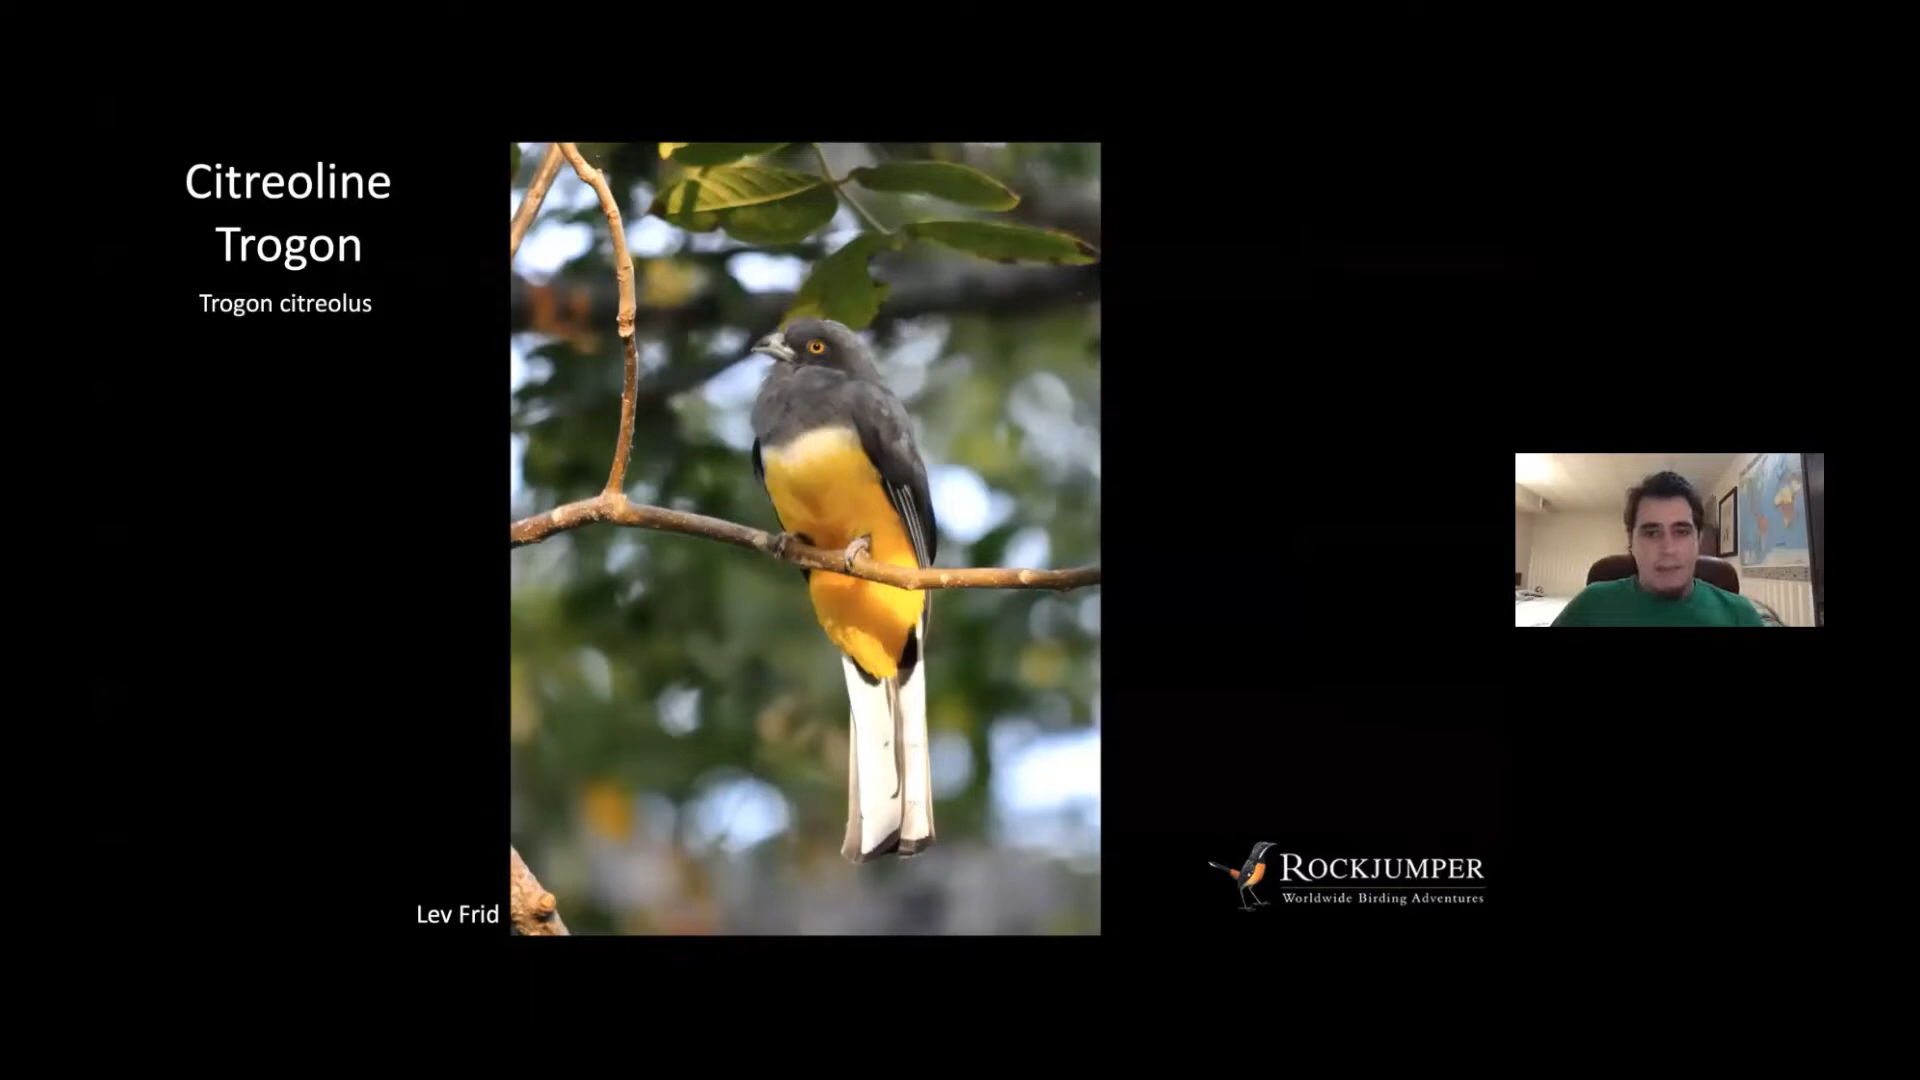 Citreoline
Trogon
Trogon citreolus
Lev Frid
ROCKJUMPER
Worldwide Birding Adventures